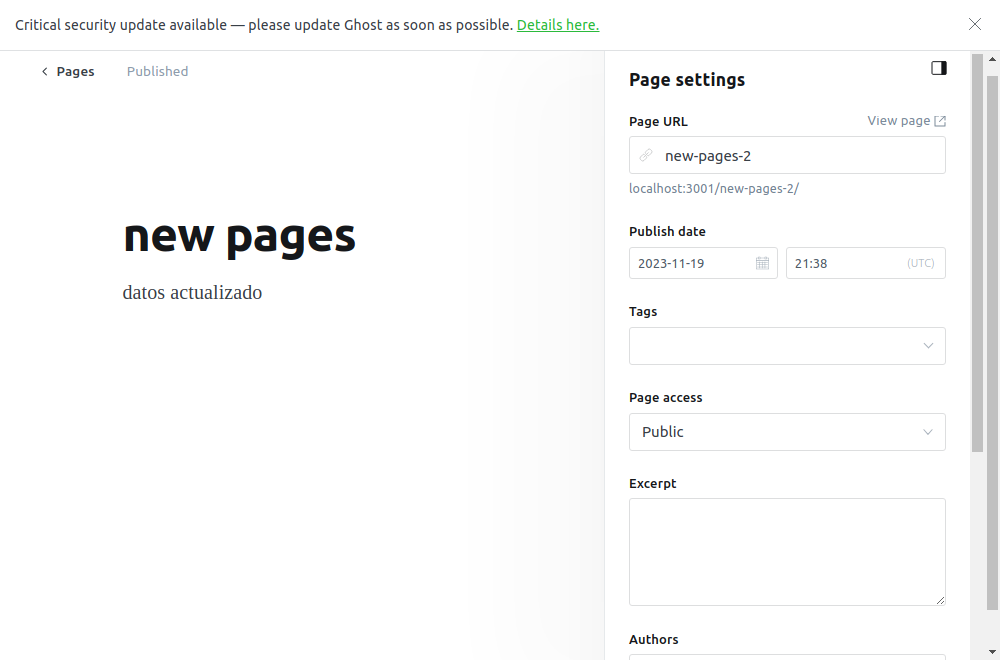 Critical security update available — please update Ghost as soon as possible. Details here.
Pages
Published
new pages
datos actualizado
Page settings
Page URL
View page
new-pages-2
localhost:3001/new-pages-2/
Publish date
2023-11-19
21:38
(UTC)
Tags
Page access
Public
Excerpt
Authors